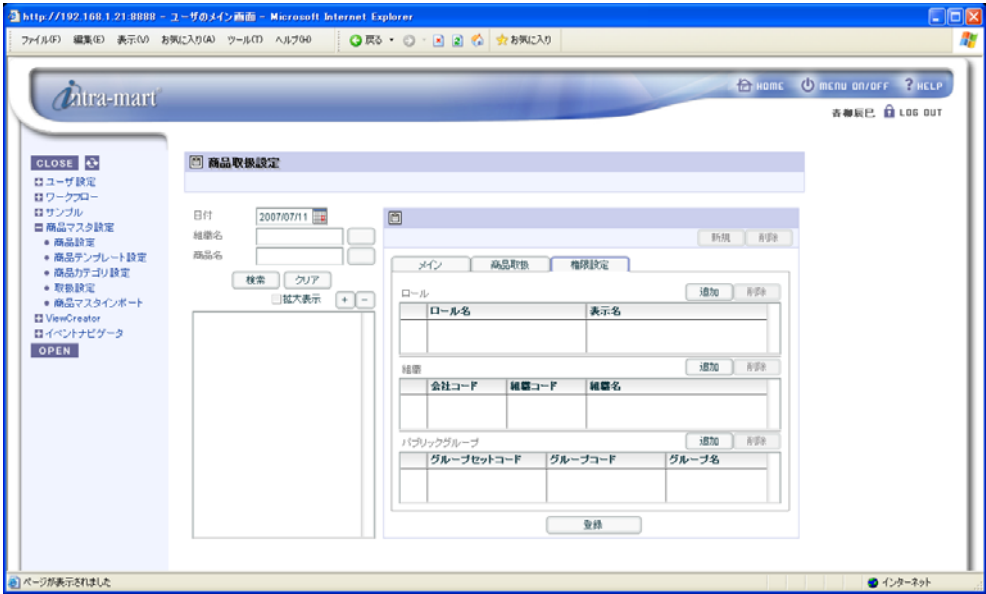 http://192.168.1.21:8888 - ユーザのメイン画面 - Microsoft Internet Explorer
ファイル(F) 編集(E) 表示(V) お気に入り(A) ツール(T) ヘルプ(H) 戻る お気に入り
intra-mart
HOME MENU ON/OFF ? HELP
青柳辰巳 LOG OUT
CLOSE
ユーザ設定
ワークフロー
サンプル
商品マスタ設定
商品設定
商品テンプレート設定
商品カテゴリ設定
取扱設定
商品マスタインポート
ViewCreator
イベントナビゲータ
OPEN
商品取扱設定
日付 2007/07/11
組織名
商品名
検索 クリア
拡大表示 + -
新規 削除
メイン 商品取扱 権限設定
ロール 追加 削除
ロール名 表示名
組織 追加 削除
会社コード 組織コード 組織名
パブリックグループ 追加 削除
グループセットコード グループコード グループ名
登録
ページが表示されました インターネット